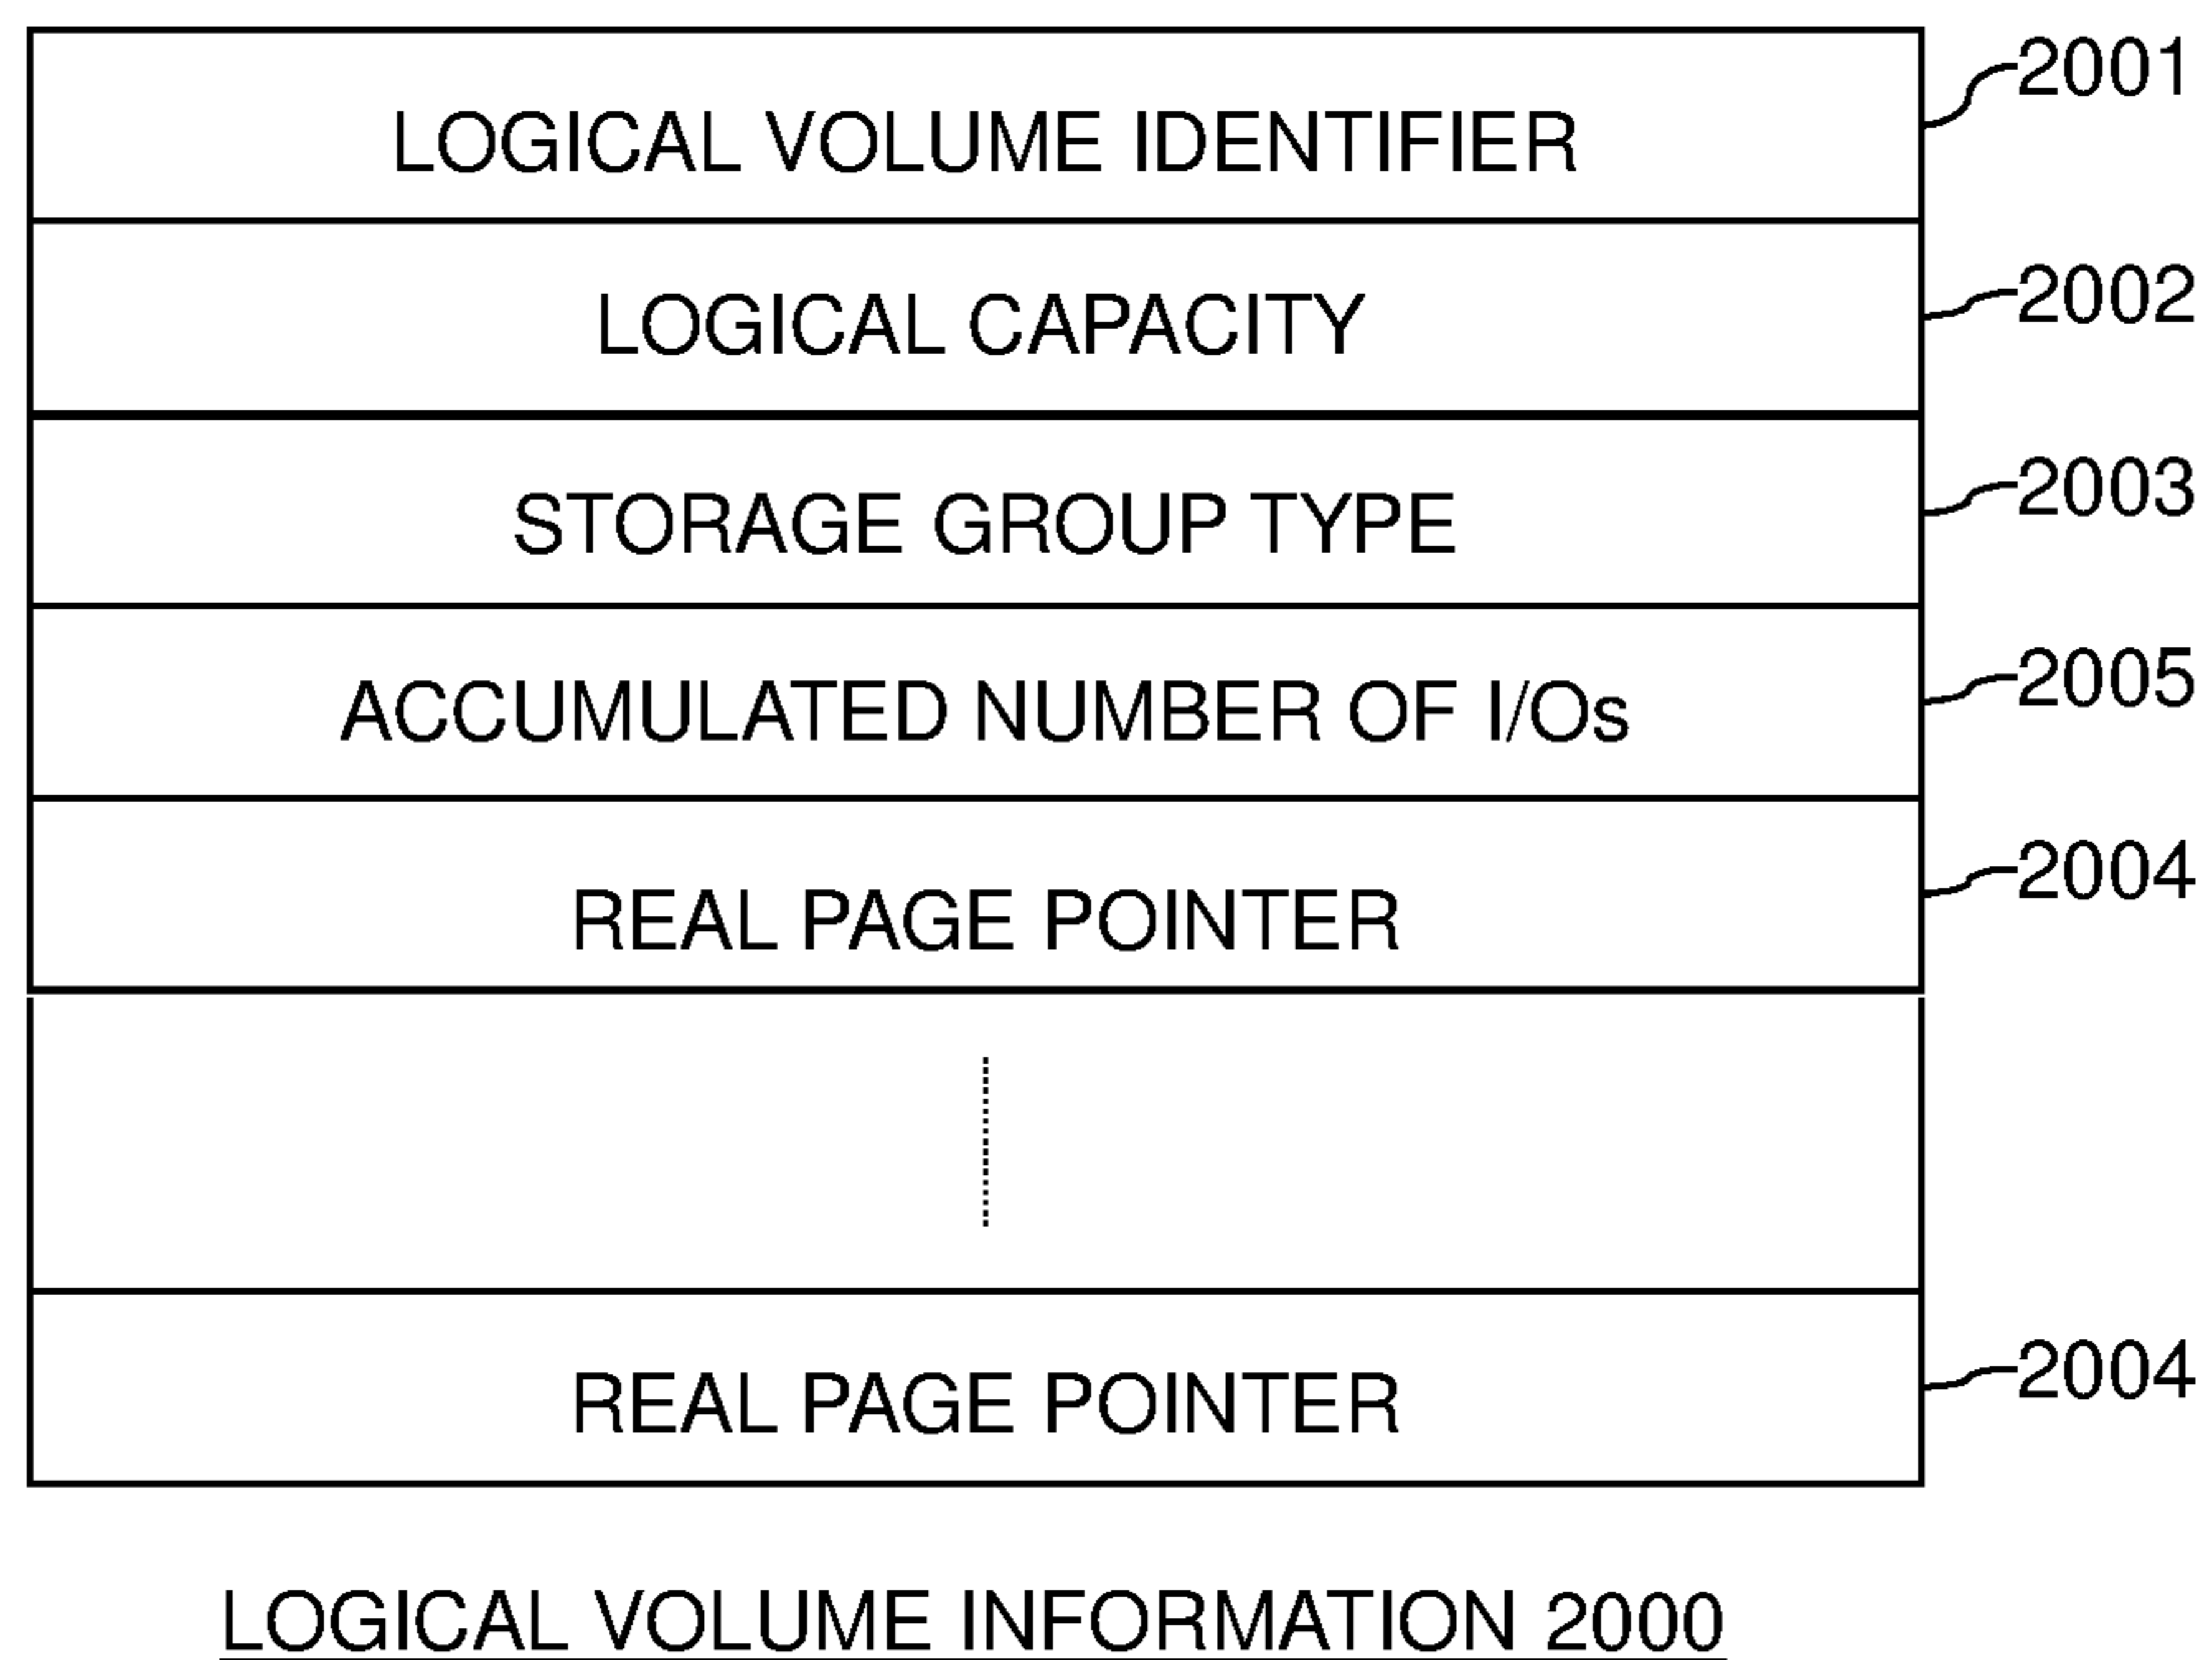 LOGICAL VOLUME IDENTIFIER 2001
LOGICAL CAPACITY 2002
STORAGE GROUP TYPE 2003
ACCUMULATED NUMBER OF I/Os 2005
REAL PAGE POINTER 2004
REAL PAGE POINTER 2004
LOGICAL VOLUME INFORMATION 2000